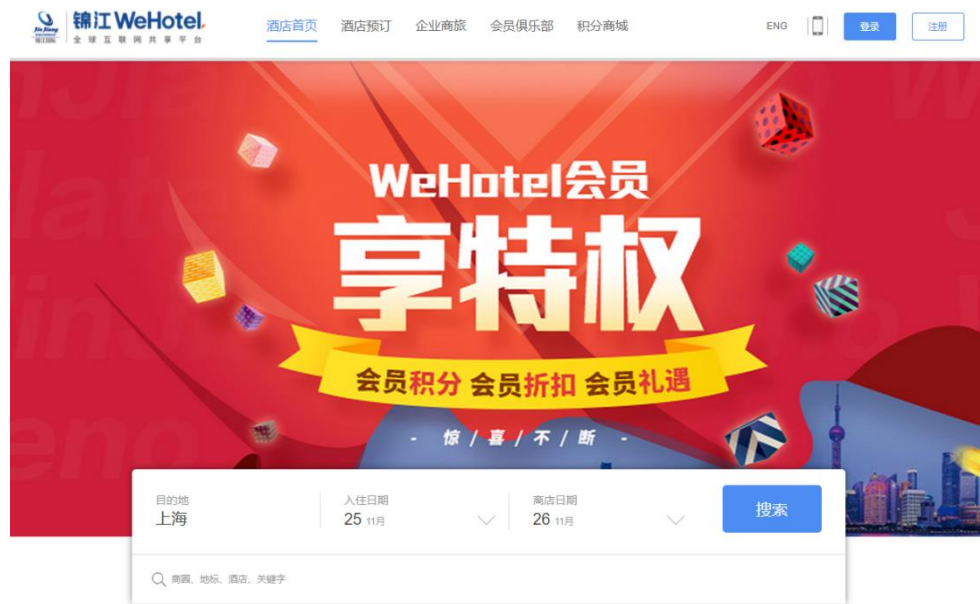 锦江 WeHotel
全球互联网共享平台
酒店首页 酒店预订 企业商旅 会员俱乐部 积分商城 ENG 登录 注册
WeHotel会员
享特权
会员积分 会员折扣 会员礼遇
- 惊 / 喜 / 不 / 断 -
目的地 入住日期 离店日期
上海 25 11月 26 11月 搜索
商圈、地标、酒店、关键字